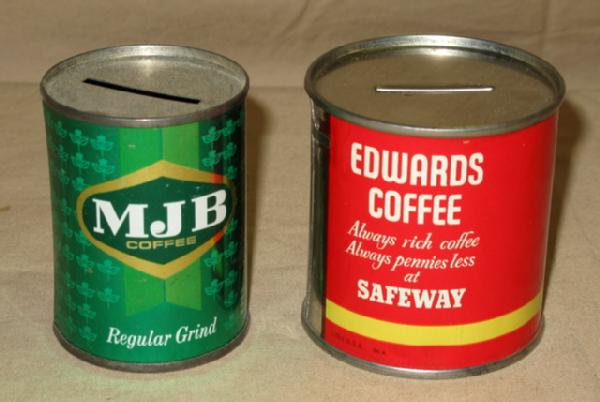 MJB
COFFEE
Regular Grind
EDWARDS
COFFEE
Always rich coffee
Always pennies less
at
SAFEWAY